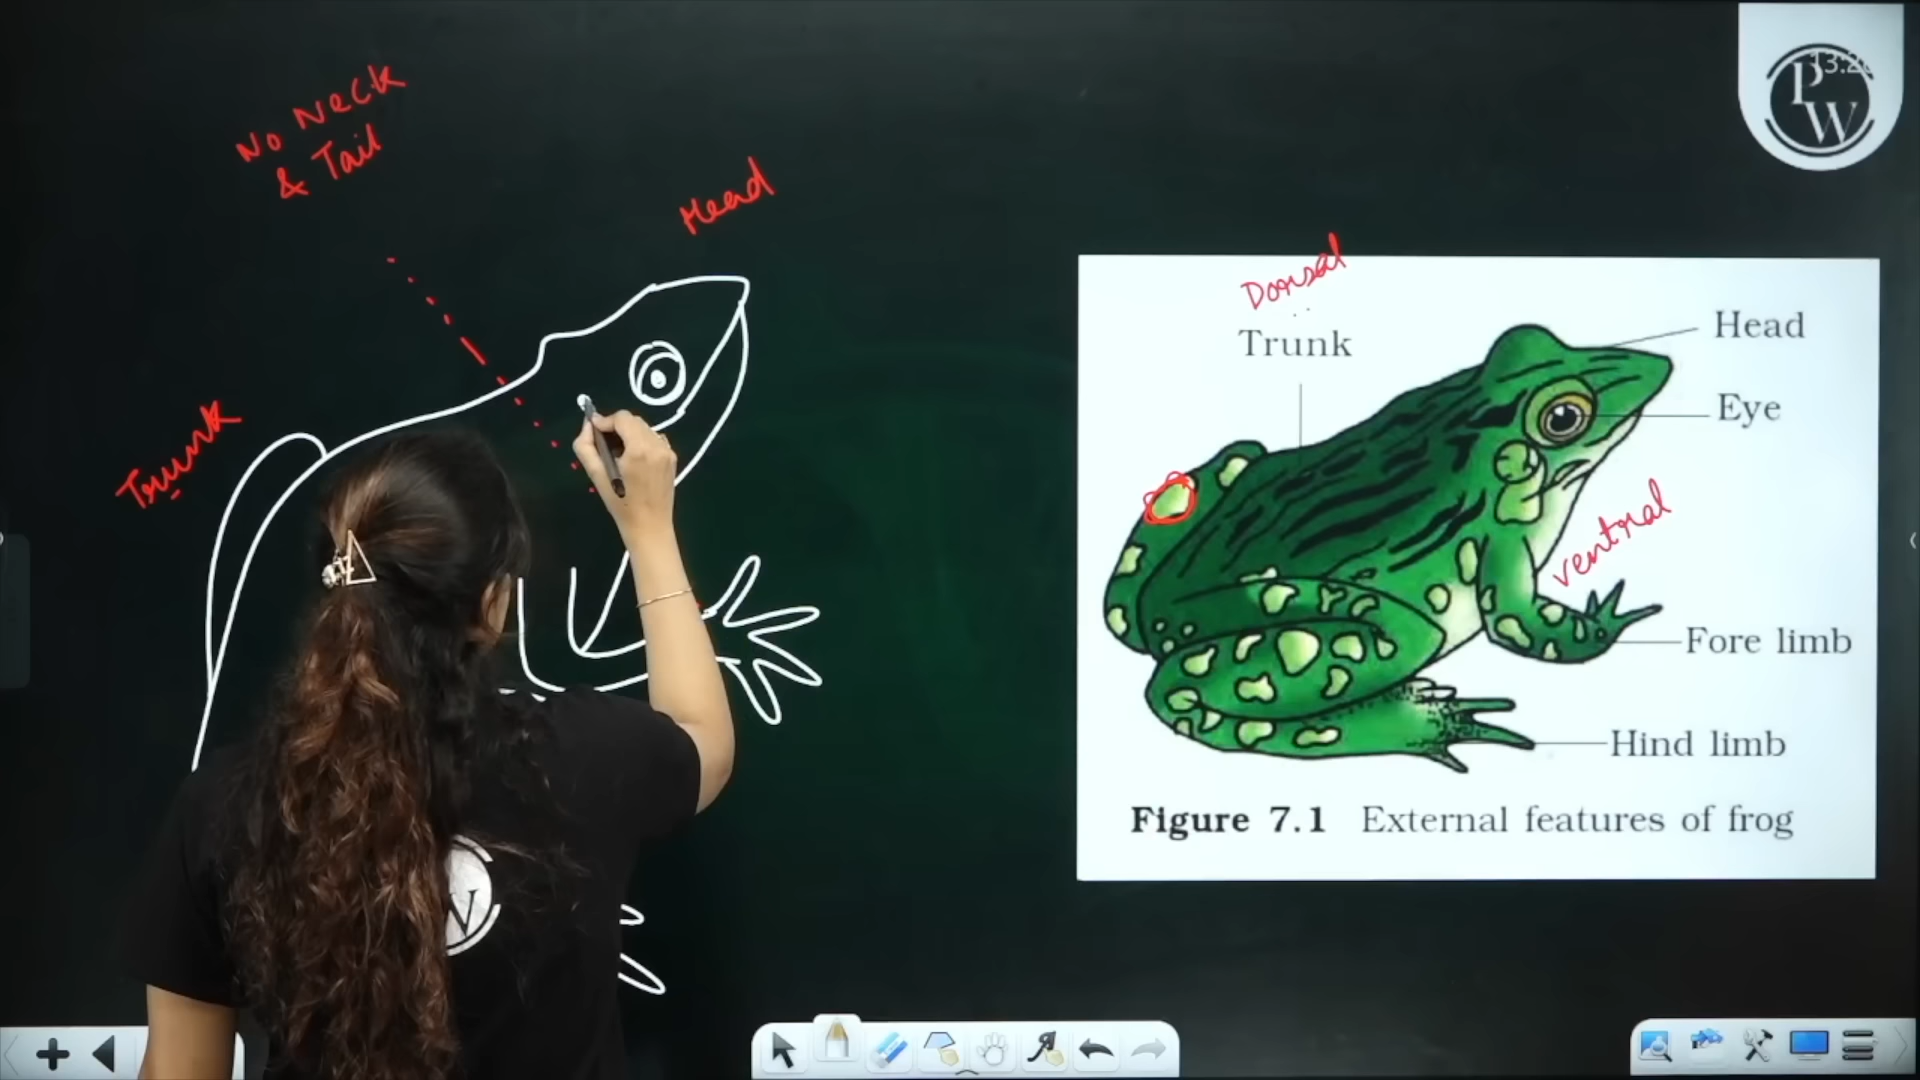 No Neck
& Tail
Head
Trunk
PW
Dorsal
Trunk
Head
Eye
ventral
Fore limb
Hind limb
Figure 7.1 External features of frog
W